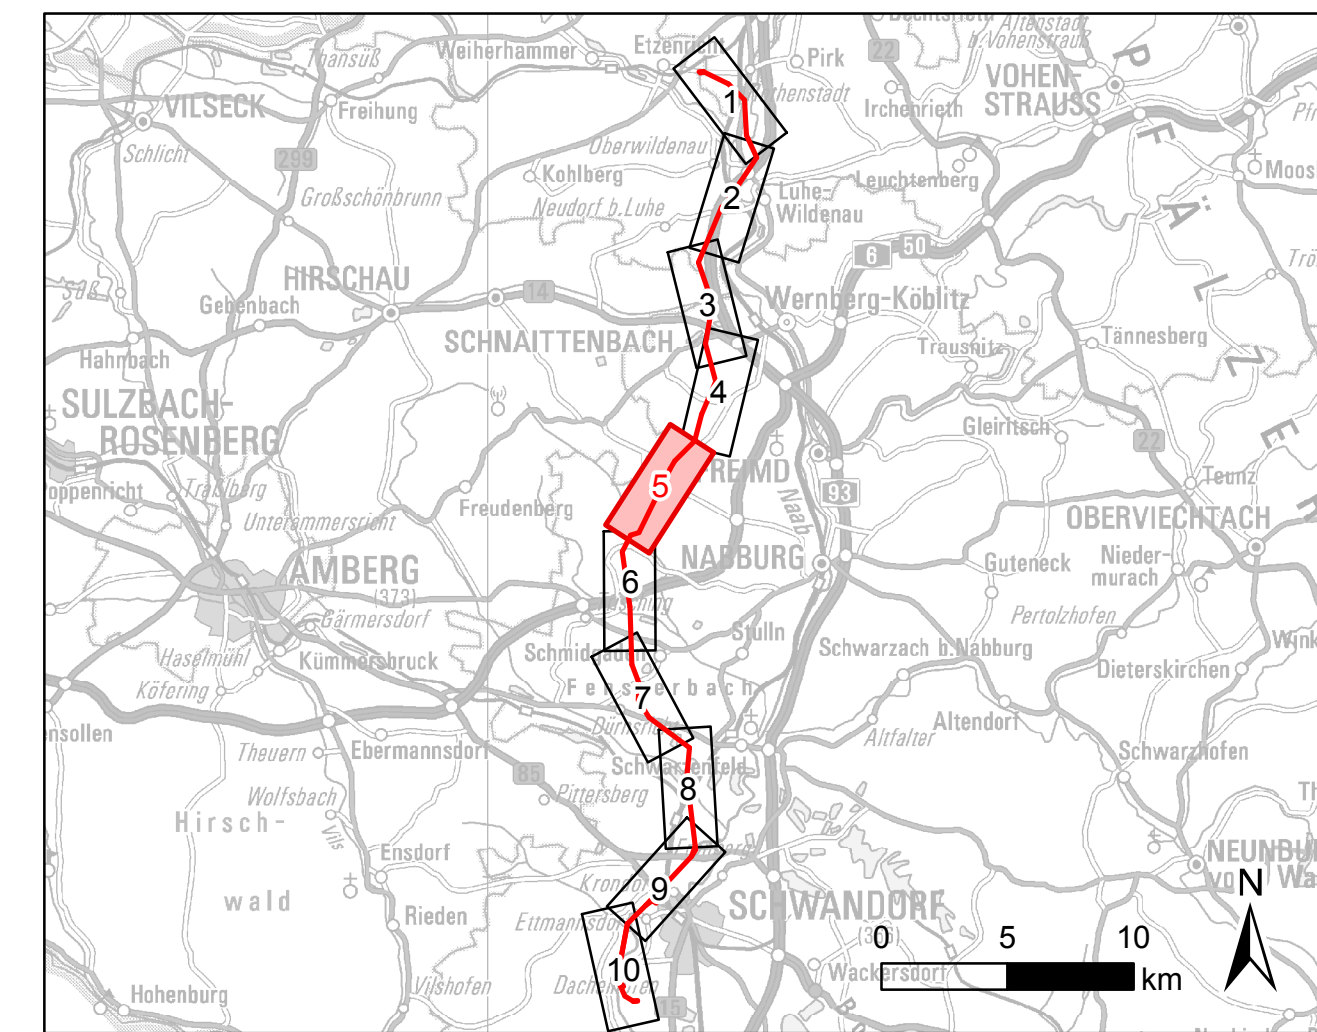 Etzenricht
Pirk
Weiherhammer
Thansüß
Altenstadt
b.Vohenstrauß
22
VOHEN-
STRAUSS
Irchenrieth
VILSECK
Freihung
Schlicht
299
Großschönbrunn
Oberwildenau
Kohlberg
Neudorf b.Luhe
Luhe-
Wildenau
Leuchtenberg
1
2
6
50
HIRSCHAU
Gebenbach
14
3
Wernberg-Köblitz
SCHNAITTENBACH
Trausnitz
Tännesberg
Hahnbach
4
SULZBACH-
ROSENBERG
Gleiritsch
22
Teunz
Traßlberg
Freudenberg
5
Naab
93
Unterammersricht
OBERVIECHTACH
AMBERG
(373)
NABBURG
Guteneck
Nieder-
murach
6
Gärmersdorf
Pertolzhofen
Stulln
Haselmühl
Kümmersbruck
Köfering
Schwarzach b.Nabburg
Dieterskirchen
7
Altendorf
Altfalter
Theuern
Ebermannsdorf
Schwarzhofen
Schwarzenfeld
8
85
Pittersberg
Wolfsbach
Hirsch-
wald
Vils
Ensdorf
9
Rieden
Ettmannsdorf
SCHWANDORF
N
0
5
10
km
10
Wackersdorf
Hohenburg
Vilshofen
15
P
F
Ä
L
Z
E
R